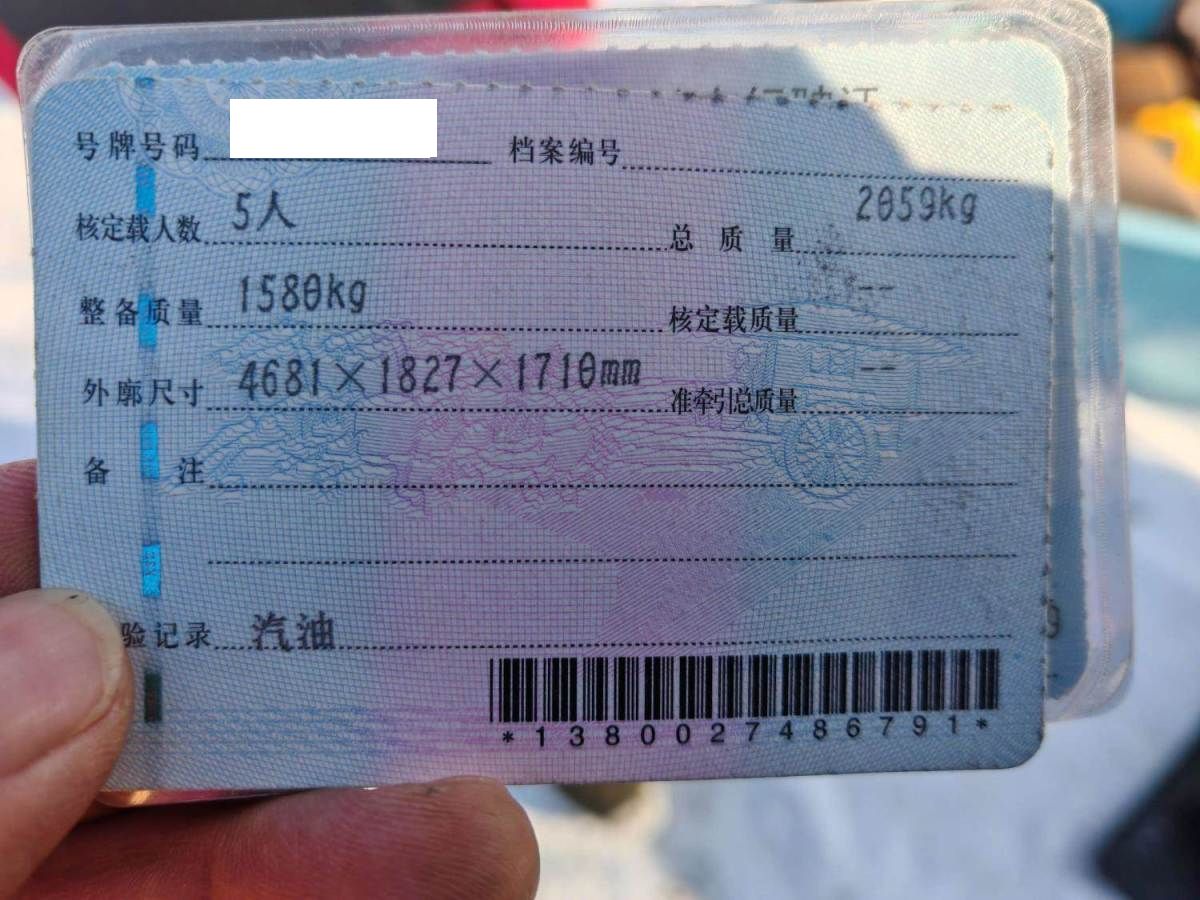 号牌号码 档案编号
核定载人数 5人 总质量 2059kg
整备质量 1580kg 核定载质量 --
外廓尺寸 4681×1827×1710mm 准牵引总质量 --
备注
验记录 汽油
*1380027486791*